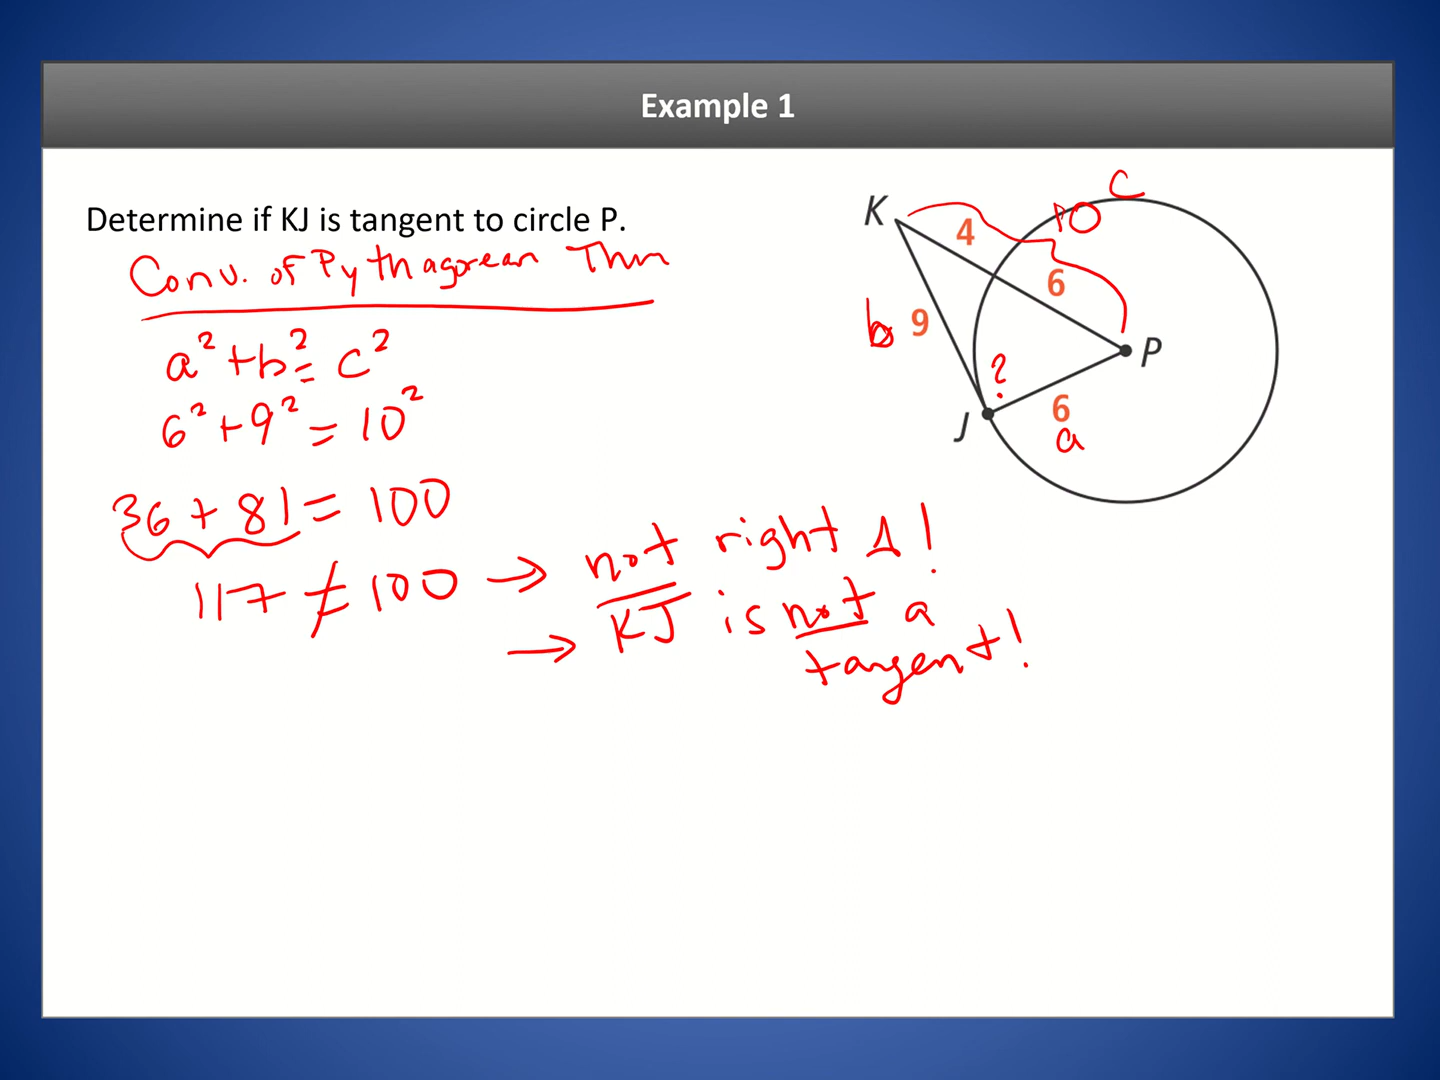 Example 1
Determine if KJ is tangent to circle P.
Conv. of Pythagorean Thm
a² + b² = c²
6² + 9² = 10²
36 + 81 = 100
117 ≠ 100 → not right Δ!
→ KJ is not a
tangent!
K
4
10
C
6
b
9
P
?
J
6
a